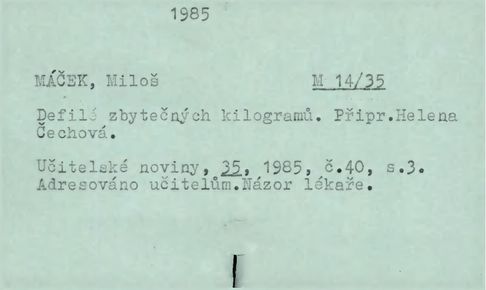 1985
MÁČEK, Miloš M 14/35
Defilé zbytečných kilogramů. Připr.Helena
Čechová.
Učitelské noviny, 35, 1985, č.40, s.3.
Adresováno učitelům.Názor lékaře.